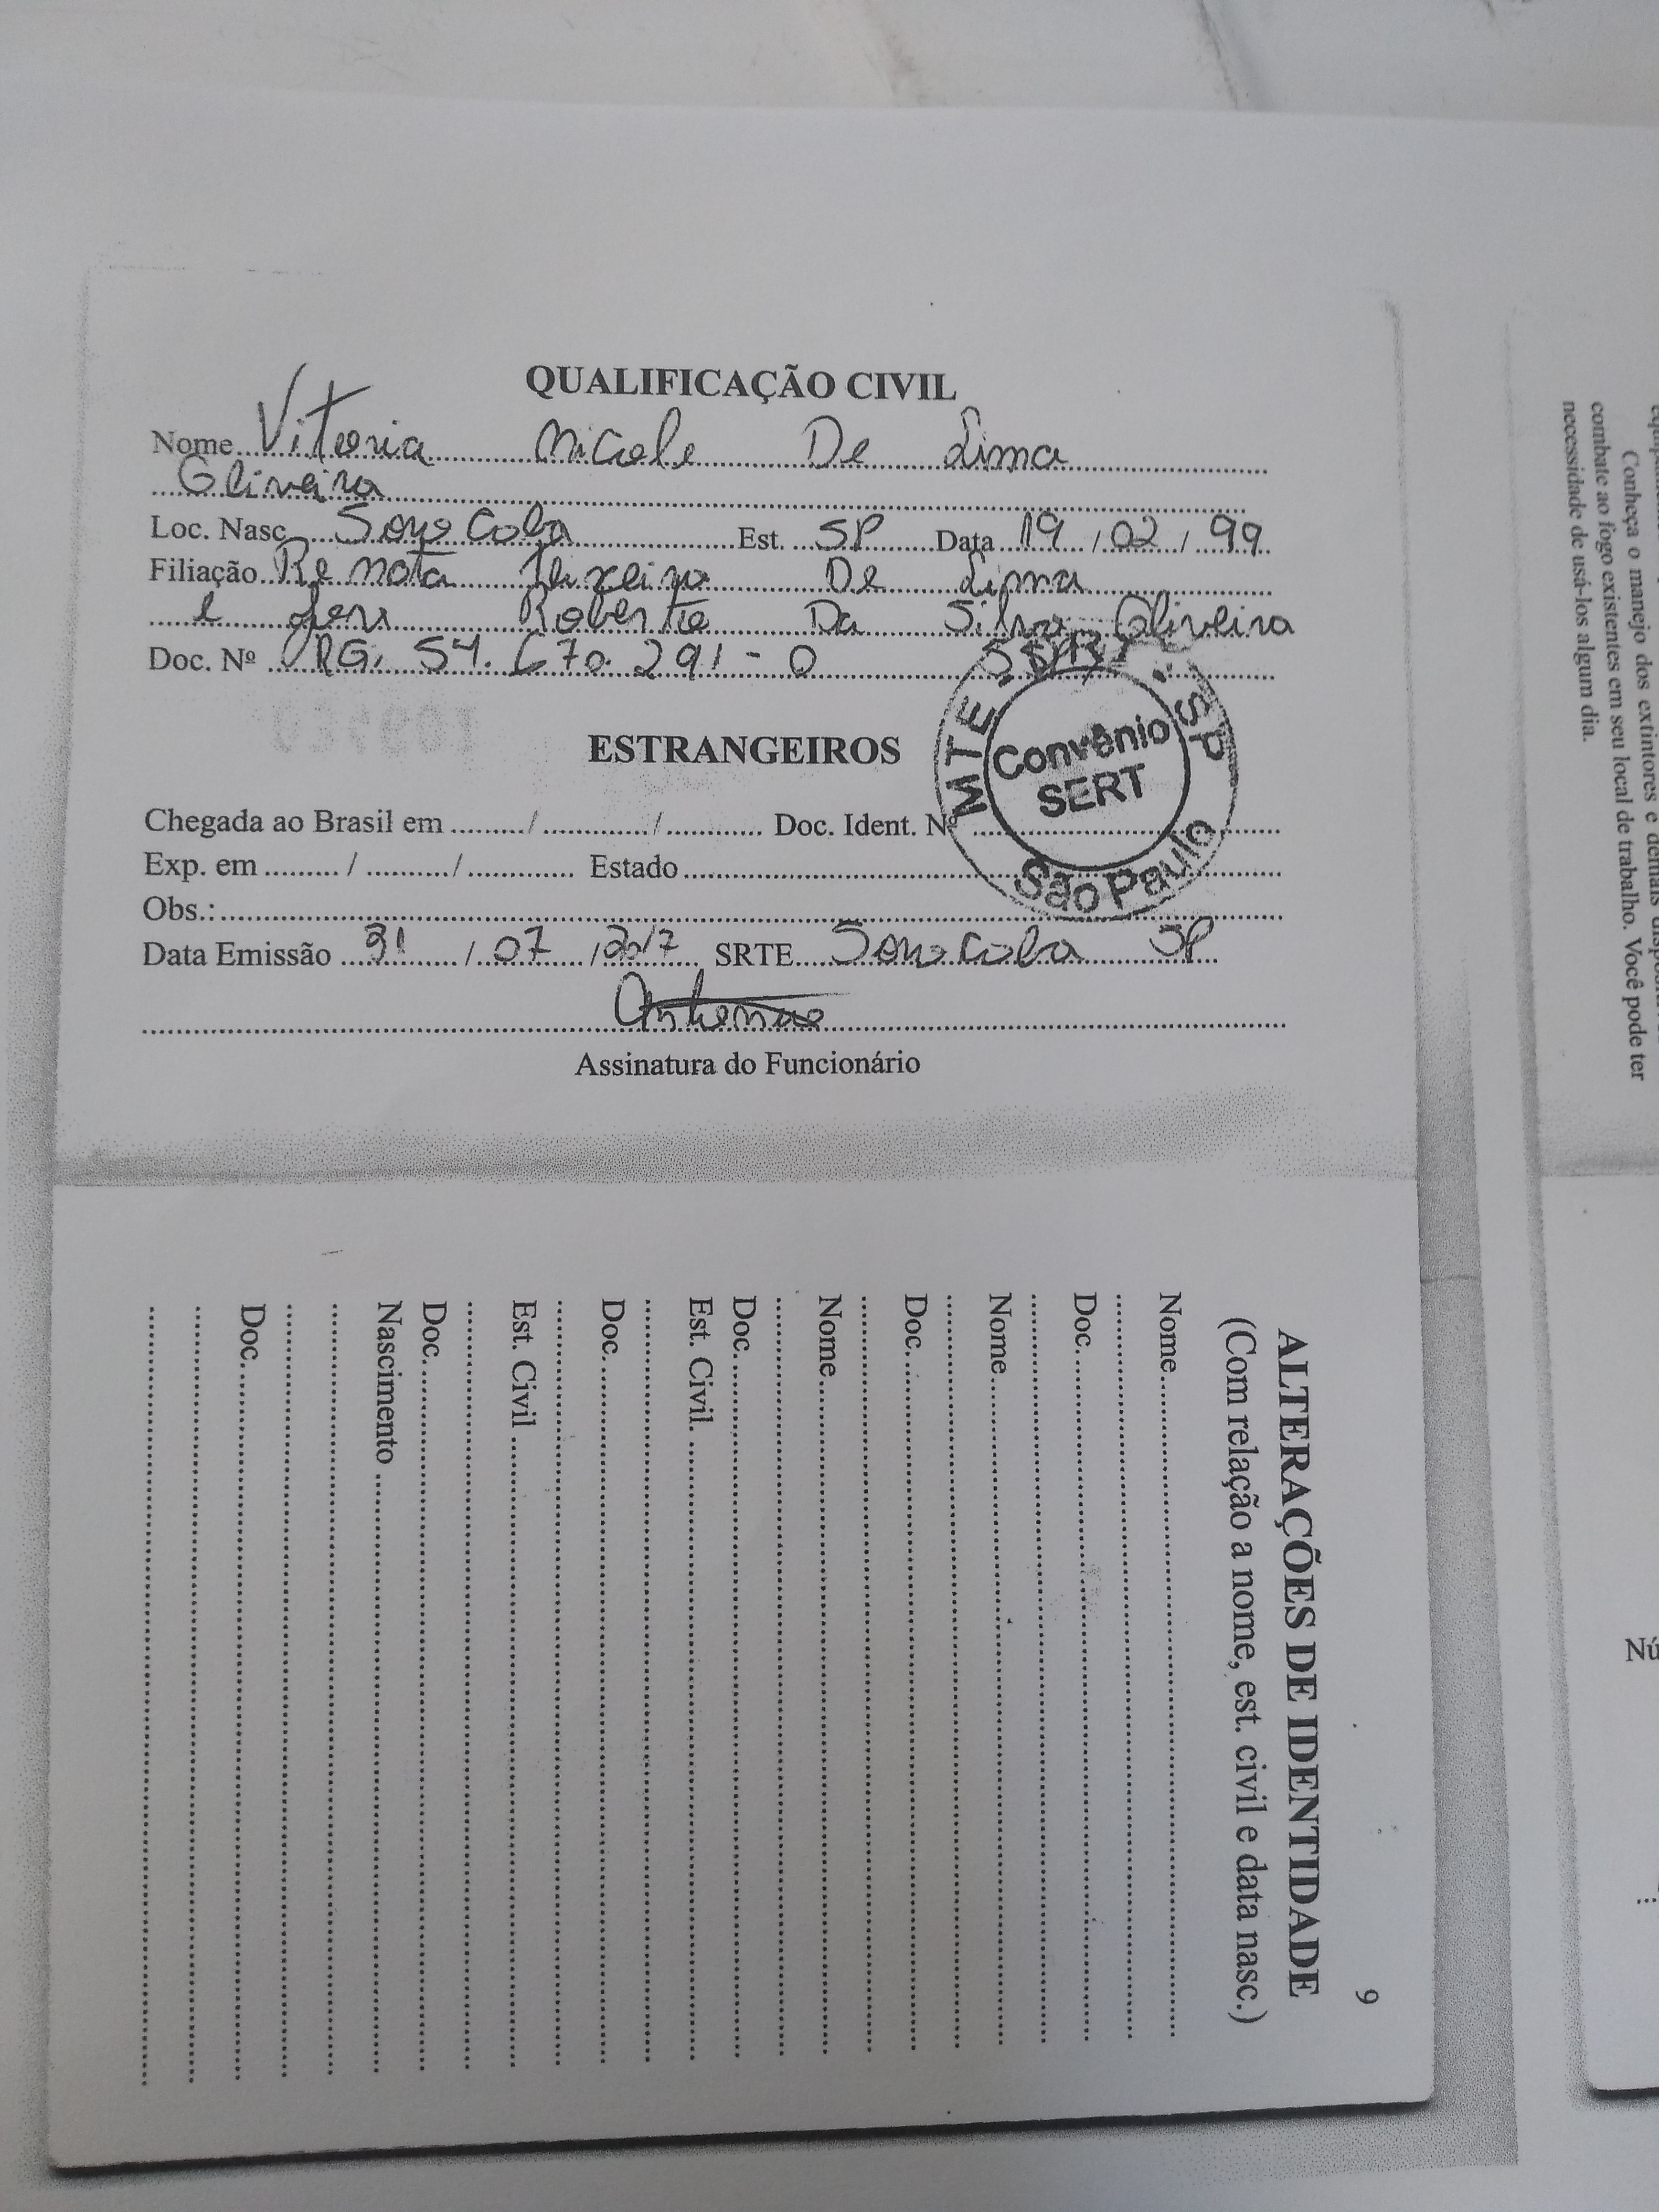 QUALIFICAÇÃO CIVIL
Nome Vitoria Nicole De Lima
Oliveira
Loc. Nasc. Sorocaba Est. SP Data 19/02/99
Filiação Renata Teixeira De Lima
e Roberto Da Silva Oliveira
Doc. Nº RG. 54.670.291-0 SSP
MTE SP
Convênio
SERT
São Paulo
ESTRANGEIROS
Chegada ao Brasil em ........./............./............. Doc. Ident. Nº
Exp. em ........./........../............. Estado
Obs.:
Data Emissão 31/07/2017 SRTE Sorocaba SP
Assinatura do Funcionário
9
ALTERAÇÕES DE IDENTIDADE
(Com relação a nome, est. civil e data nasc.)
Nome
Doc.
Nome
Doc.
Nome
Doc.
Est. Civil
Doc.
Est. Civil
Doc.
Nascimento
Doc.
Conheça o manejo dos extintores e demais
combate ao fogo existentes em seu local de trabalho. Você pode ter
necessidade de usá-los algum dia.
Nú